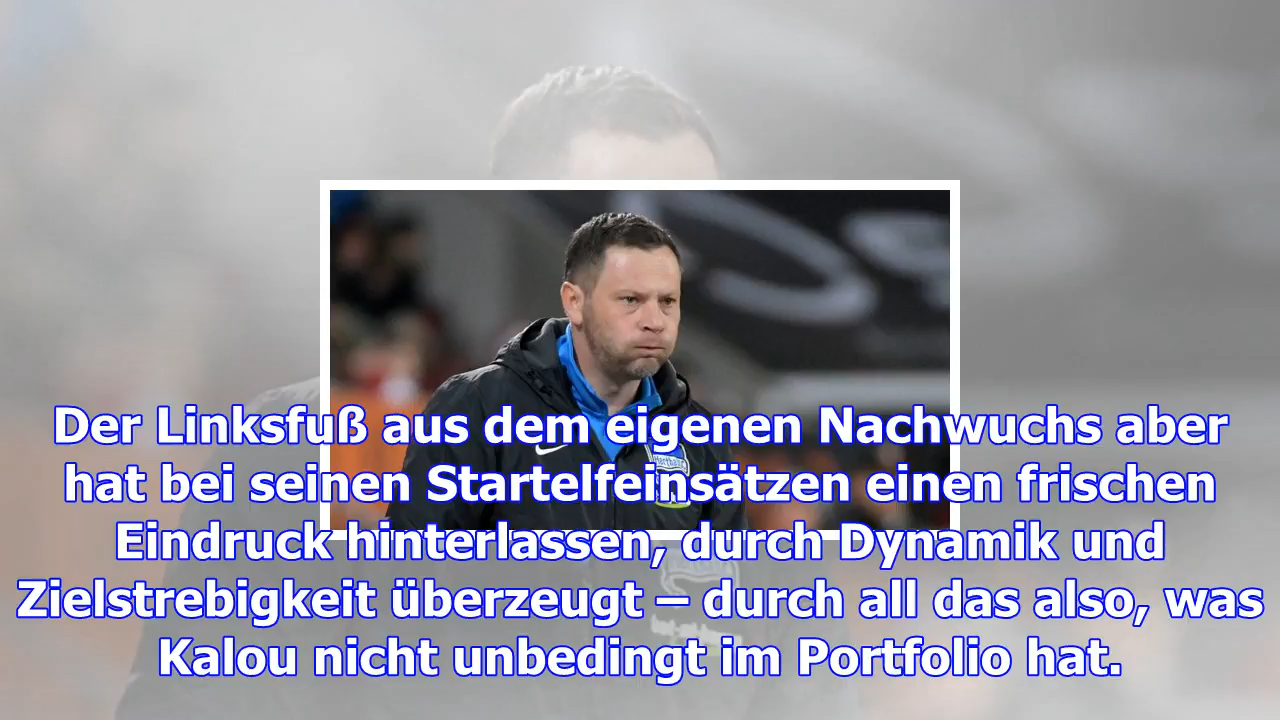 Der Linksfuß aus dem eigenen Nachwuchs aber
hat bei seinen Startelfeinsätzen einen frischen
Eindruck hinterlassen, durch Dynamik und
Zielstrebigkeit überzeugt – durch all das also, was
Kalou nicht unbedingt im Portfolio hat.